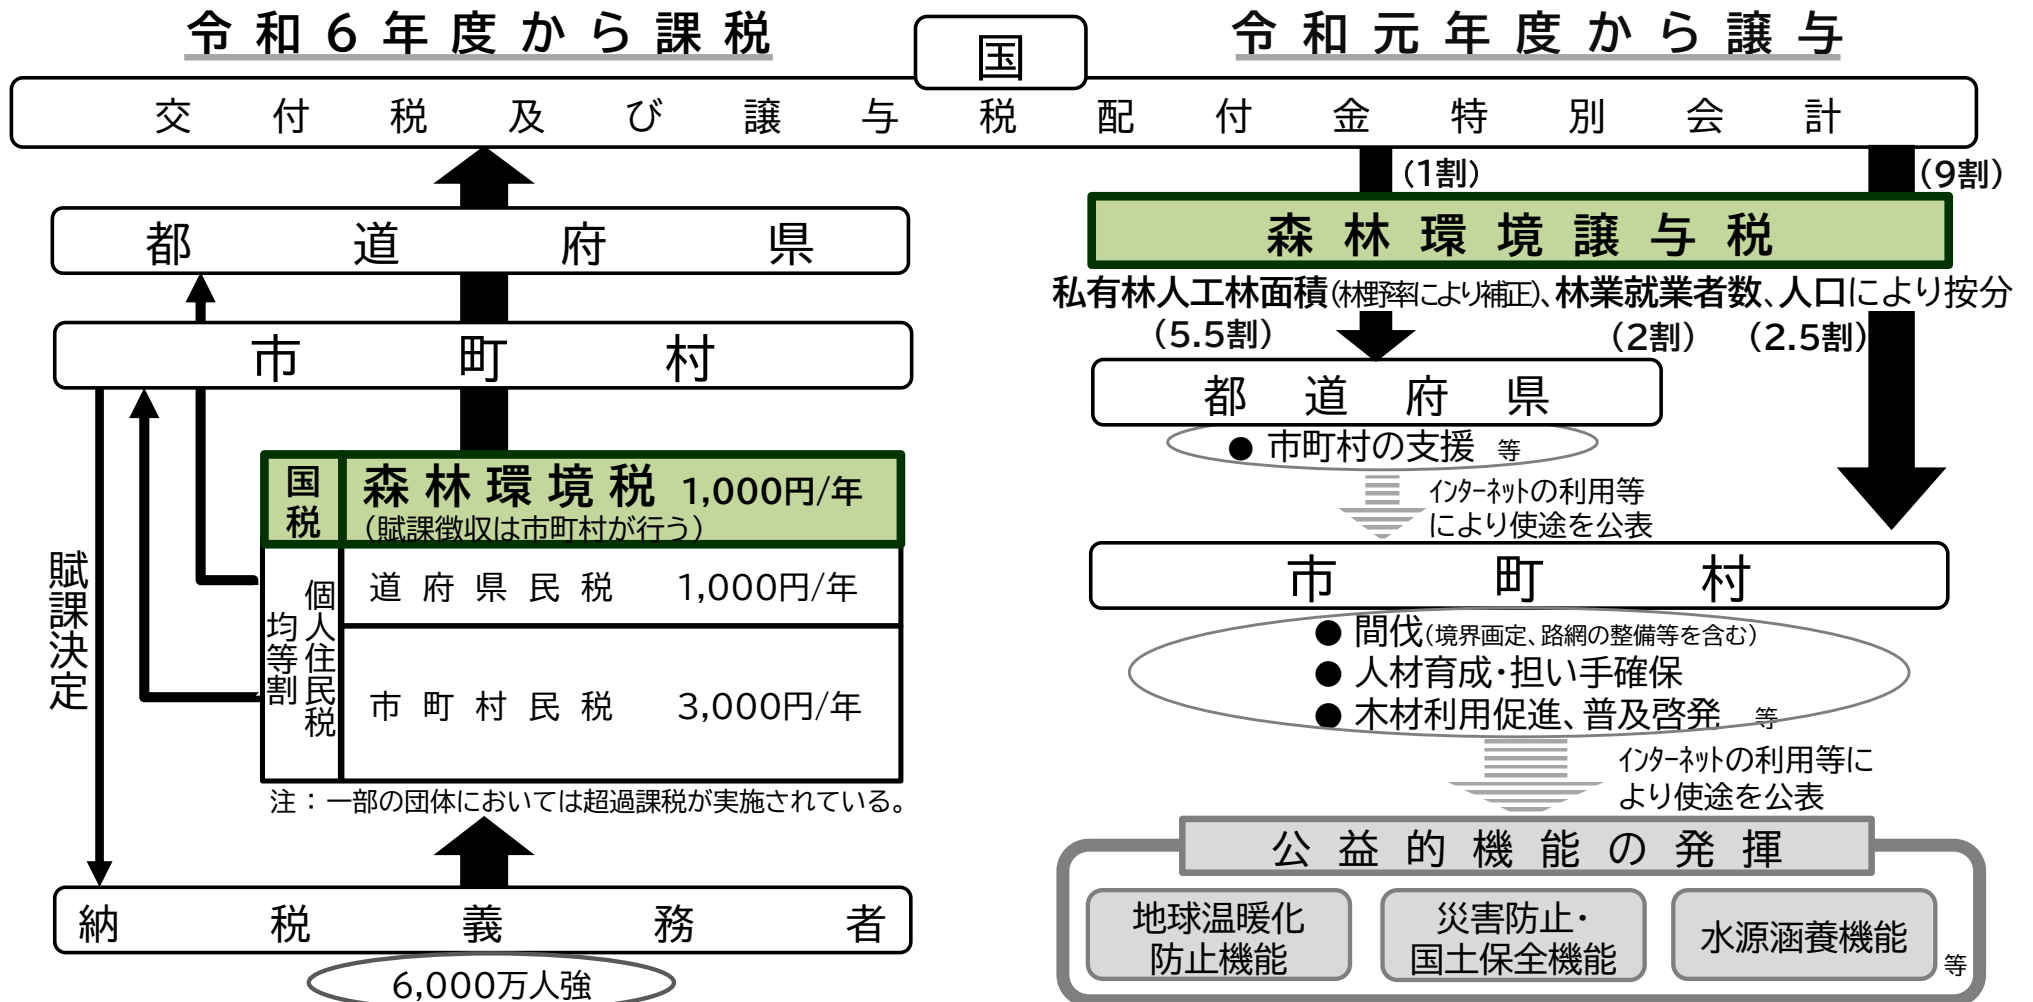 令和6年度から課税
国
令和元年度から譲与
交付税及び譲与税配付金特別会計
都道府県
市町村
国税
森林環境税 1,000円/年
(賦課徴収は市町村が行う)
個人住民税
均等割
道府県民税 1,000円/年
市町村民税 3,000円/年
注：一部の団体においては超過課税が実施されている。
賦課決定
納税義務者
6,000万人強
(1割)
(9割)
森林環境譲与税
私有林人工林面積(林野率により補正)、林業就業者数、人口により按分
(5.5割) (2割) (2.5割)
都道府県
● 市町村の支援 等
インターネットの利用等
により使途を公表
市町村
● 間伐(境界画定、路網の整備等を含む)
● 人材育成・担い手確保
● 木材利用促進、普及啓発 等
インターネットの利用等に
より使途を公表
公益的機能の発揮
地球温暖化
防止機能
災害防止・
国土保全機能
水源涵養機能
等